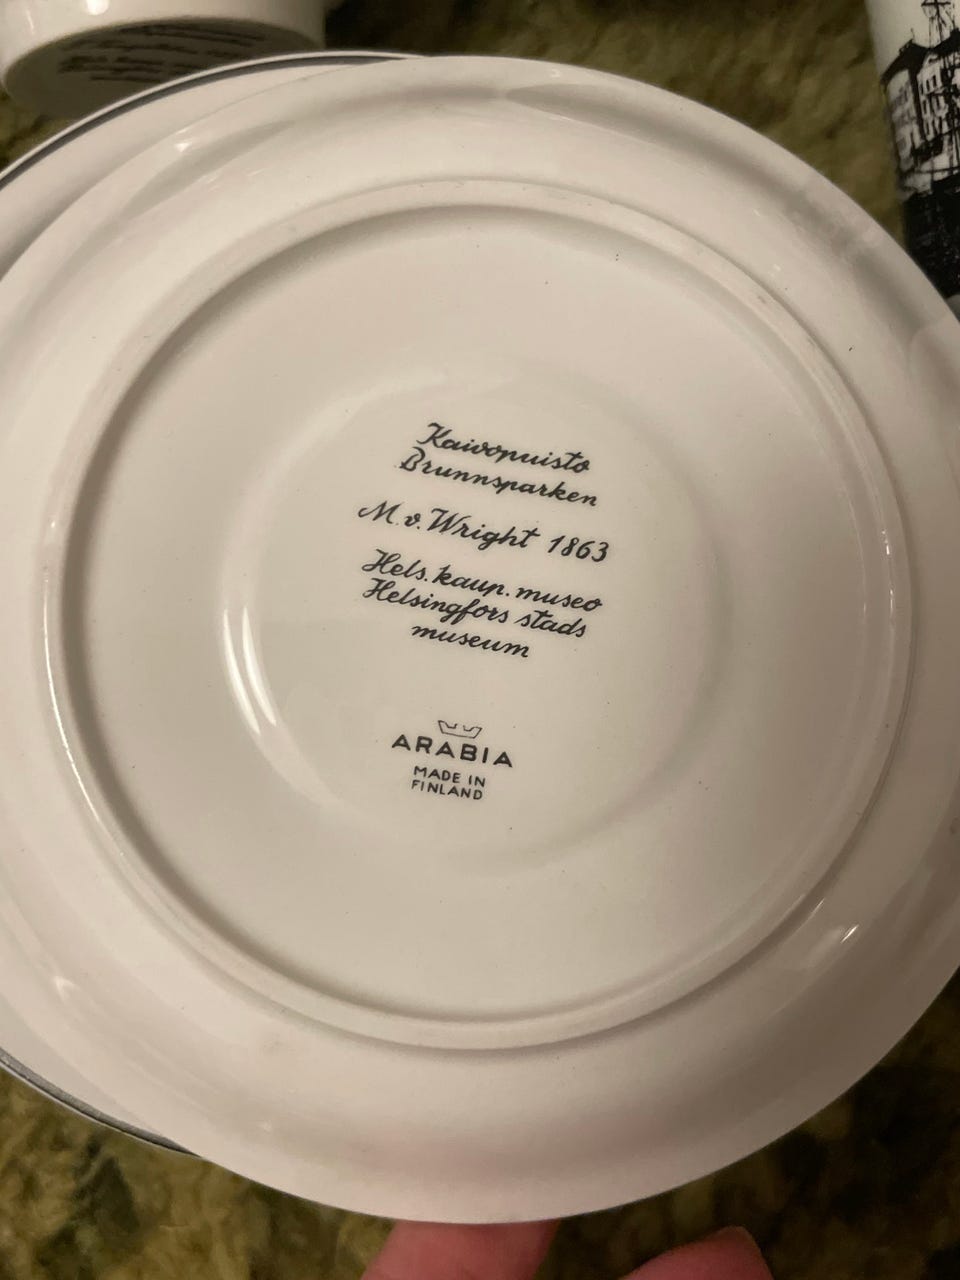 Kaivopuisto
Brunnsparken
M. v. Wright 1863
Hels. kaup. museo
Helsingfors stads
museum
ARABIA
MADE IN
FINLAND